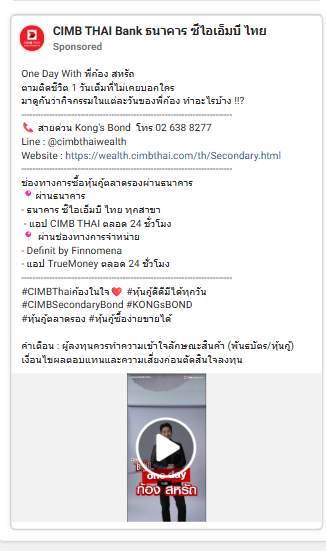 CIMB THAI Bank ธนาคาร ซีไอเอ็มบี ไทย
Sponsored
One Day With พี่ก้อง สหรัถ
ตามติดชีวิต 1 วันเต็มที่ไม่เคยบอกใคร
มาดูกันว่ากิจกรรมในแต่ละวันของพี่ก้อง ทำอะไรบ้าง !!?
------------------------------------------------------------
📞 สายด่วน Kong's Bond โทร 02 638 8277
Line : @cimbthaiwealth
Website : https://wealth.cimbthai.com/th/Secondary.html
------------------------------------------------------------
ช่องทางการซื้อหุ้นกู้ตลาดรองผ่านธนาคาร
📍 ผ่านธนาคาร
- ธนาคาร ซีไอเอ็มบี ไทย ทุกสาขา
- แอป CIMB THAI ตลอด 24 ชั่วโมง
📍 ผ่านช่องทางการจำหน่าย
- Definit by Finnomena
- แอป TrueMoney ตลอด 24 ชั่วโมง
------------------------------------------------------------
#CIMBThaiก้องในใจ❤️ #หุ้นกู้ดีดีมีได้ทุกวัน
#CIMBSecondaryBond #KONGsBOND
#หุ้นกู้ตลาดรอง #หุ้นกู้ซื้อง่ายขายได้
คำเตือน : ผู้ลงทุนควรทำความเข้าใจลักษณะสินค้า (พันธบัตร/หุ้นกู้)
เงื่อนไขผลตอบแทนและความเสี่ยงก่อนตัดสินใจลงทุน
one day
ก้อง สหรัถ